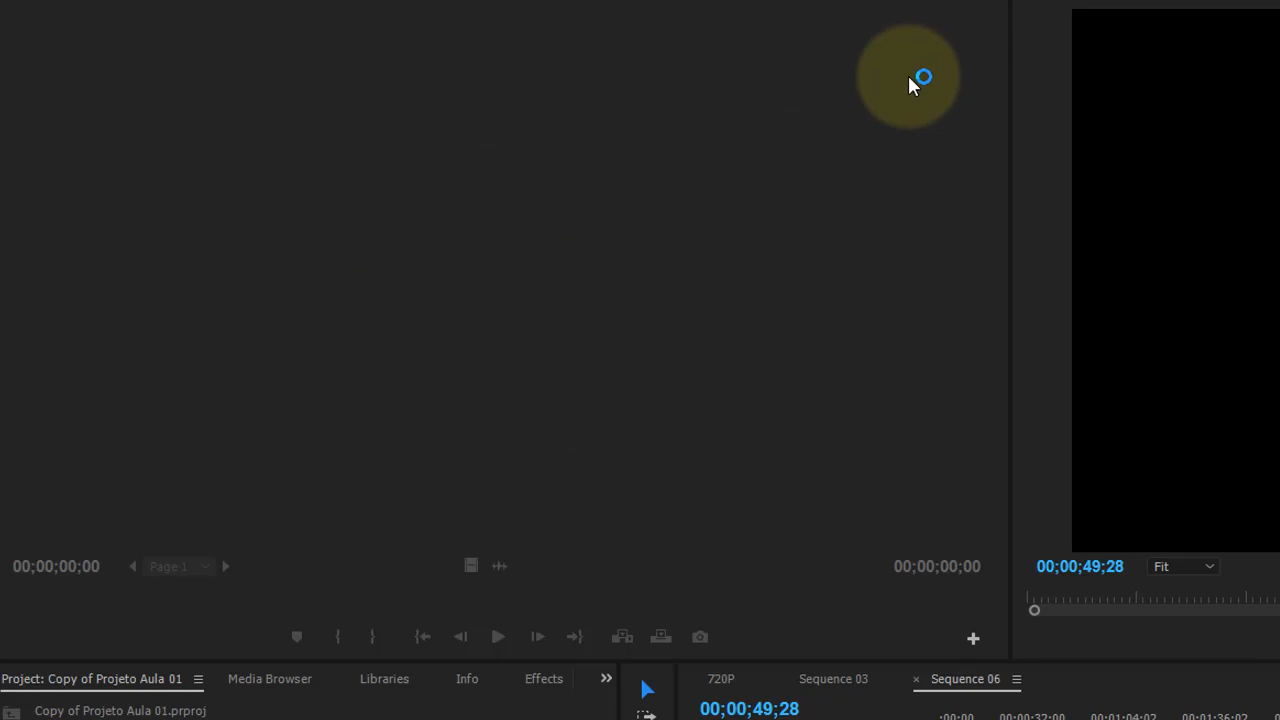 00;00;00;00
Page 1
00;00;00;00
00;00;49;28
Fit
Project: Copy of Projeto Aula 01
Media Browser
Libraries
Info
Effects
720P
Sequence 03
Sequence 06
Copy of Projeto Aula 01.prproj
00;00;49;28
:00;00
00;00;32;00
00;01;04;02
00;01;36;02